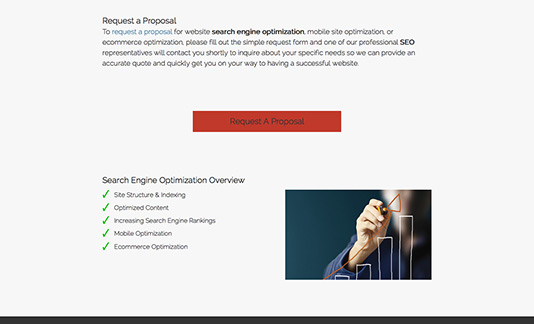 Request a Proposal
To request a proposal for website search engine optimization, mobile site optimization, or
ecommerce optimization, please fill out the simple request form and one of our professional SEO
representatives will contact you shortly to inquire about your specific needs so we can provide an
accurate quote and quickly get you on your way to having a successful website.
Request A Proposal
Search Engine Optimization Overview
Site Structure & Indexing
Optimized Content
Increasing Search Engine Rankings
Mobile Optimization
Ecommerce Optimization